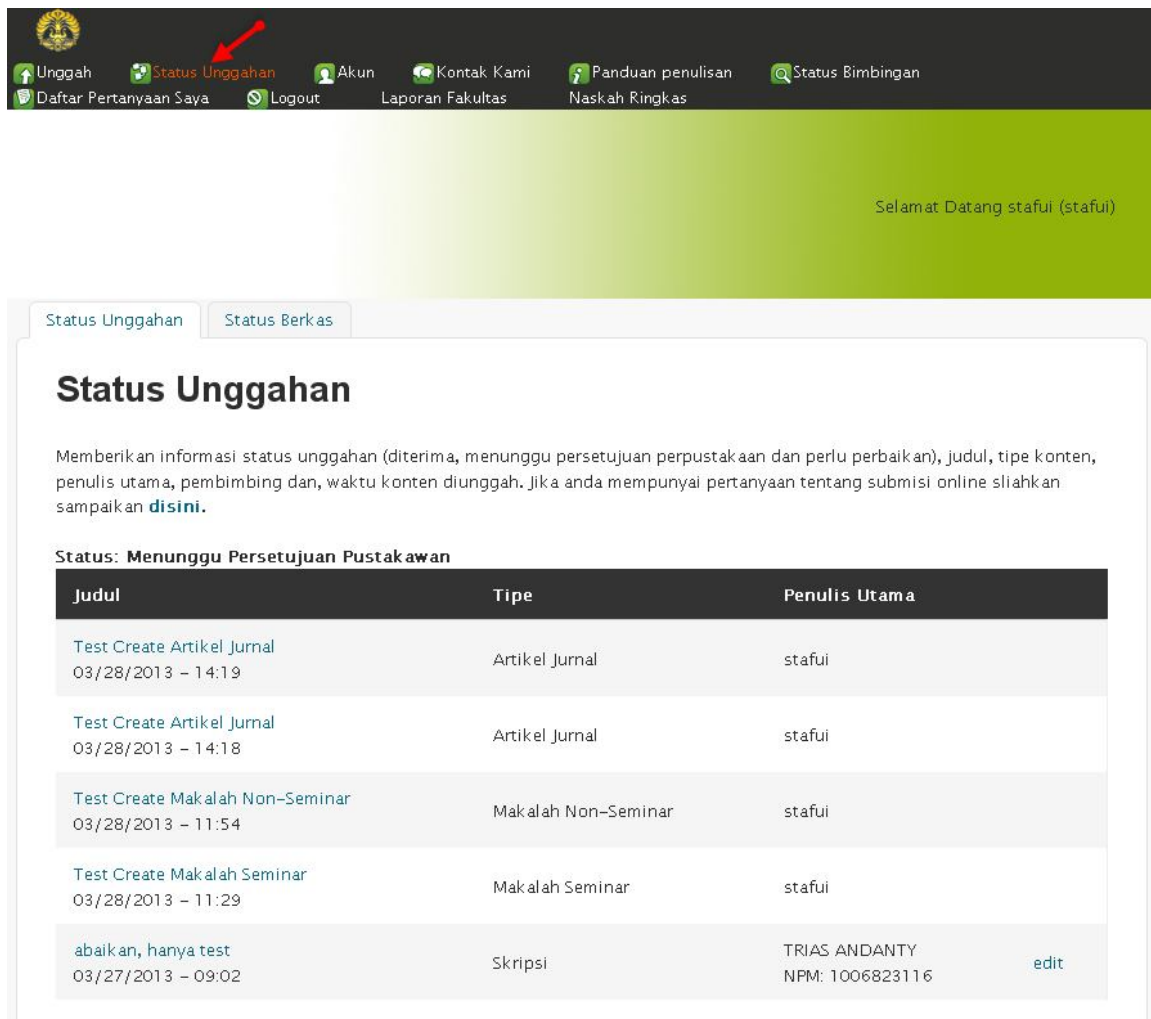 Unggah Status Unggahan Akun Kontak Kami Panduan penulisan Status Bimbingan
Daftar Pertanyaan Saya Logout Laporan Fakultas Naskah Ringkas
Selamat Datang stafui (stafui)
Status Unggahan Status Berkas
Status Unggahan
Memberikan informasi status unggahan (diterima, menunggu persetujuan perpustakaan dan perlu perbaikan), judul, tipe konten,
penulis utama, pembimbing dan, waktu konten diunggah. Jika anda mempunyai pertanyaan tentang submisi online sliahkan
sampaikan disini.
Status: Menunggu Persetujuan Pustakawan
Judul Tipe Penulis Utama
Test Create Artikel Jurnal
03/28/2013 – 14:19
Artikel Jurnal stafui
Test Create Artikel Jurnal
03/28/2013 – 14:18
Artikel Jurnal stafui
Test Create Makalah Non–Seminar
03/28/2013 – 11:54
Makalah Non–Seminar stafui
Test Create Makalah Seminar
03/28/2013 – 11:29
Makalah Seminar stafui
abaikan, hanya test
03/27/2013 – 09:02
Skripsi
TRIAS ANDANTY
NPM: 1006823116
edit